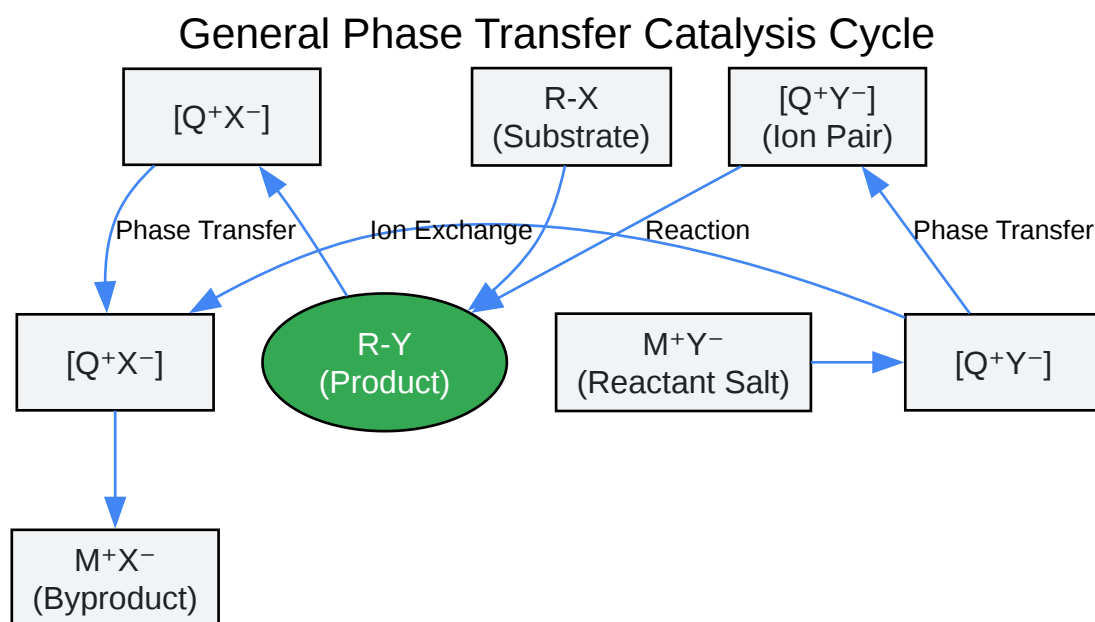 General Phase Transfer Catalysis Cycle
[Q⁺X⁻]
R-X
(Substrate)
[Q⁺Y⁻]
(Ion Pair)
Phase Transfer
Ion Exchange
Reaction
Phase Transfer
[Q⁺X⁻]
R-Y
(Product)
M⁺Y⁻
(Reactant Salt)
[Q⁺Y⁻]
M⁺X⁻
(Byproduct)